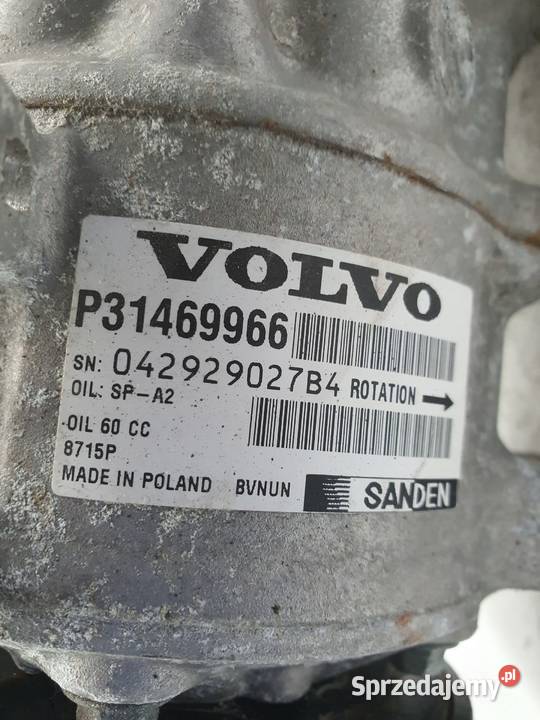 VOLVO
P31469966
SN: 042929027B4 ROTATION →
OIL: SP-A2
OIL 60 CC
8715P
MADE IN POLAND BVNUN SANDEN
Sprzedajemy.pl